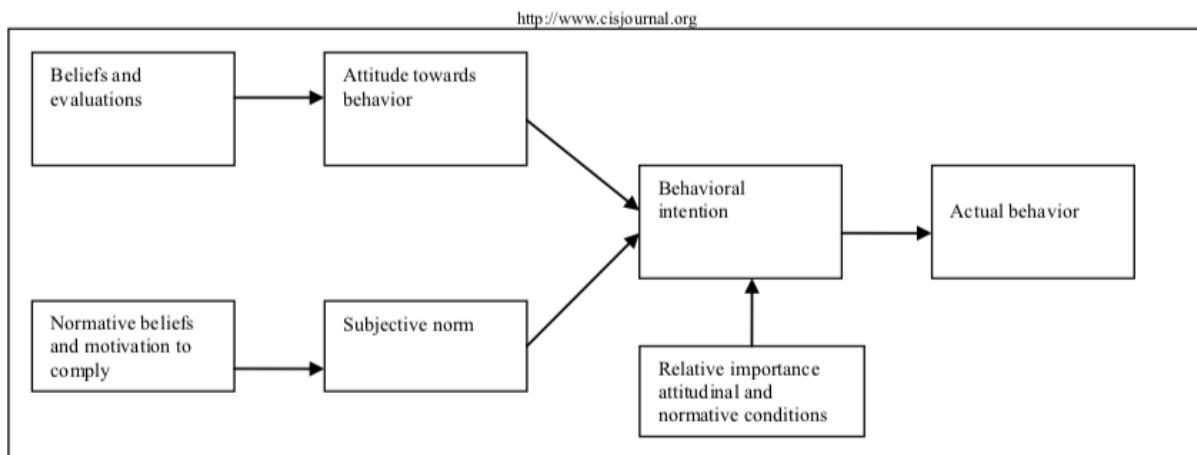 http://www.cisjournal.org
Beliefs and
evaluations
Attitude towards
behavior
Behavioral
intention
Actual behavior
Normative beliefs
and motivation to
comply
Subjective norm
Relative importance
attitudinal and
normative conditions